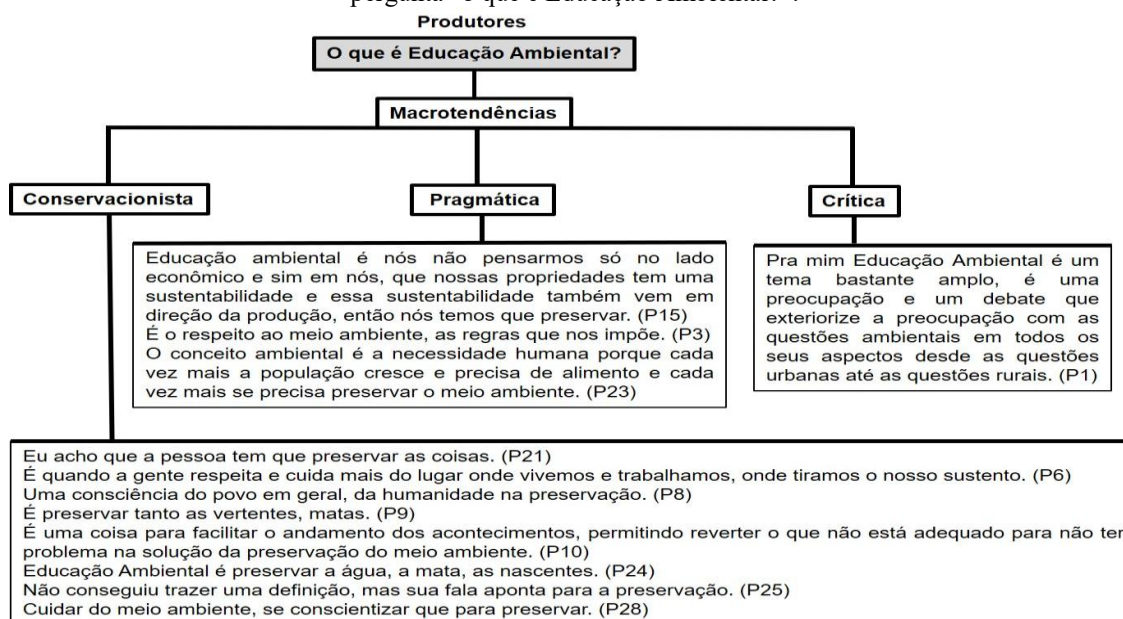 pergunta "o que é Educação Ambiental?".
Produtores
O que é Educação Ambiental?
Macrotendências
Conservacionista
Pragmática
Crítica
Educação ambiental é nós não pensarmos só no lado
econômico e sim em nós, que nossas propriedades tem uma
sustentabilidade e essa sustentabilidade também vem em
direção da produção, então nós temos que preservar. (P15)
É o respeito ao meio ambiente, as regras que nos impõe. (P3)
O conceito ambiental é a necessidade humana porque cada
vez mais a população cresce e precisa de alimento e cada
vez mais se precisa preservar o meio ambiente. (P23)
Pra mim Educação Ambiental é um
tema bastante amplo, é uma
preocupação e um debate que
exteriorize a preocupação com as
questões ambientais em todos os
seus aspectos desde as questões
urbanas até as questões rurais. (P1)
Eu acho que a pessoa tem que preservar as coisas. (P21)
É quando a gente respeita e cuida mais do lugar onde vivemos e trabalhamos, onde tiramos o nosso sustento. (P6)
Uma consciência do povo em geral, da humanidade na preservação. (P8)
É preservar tanto as vertentes, matas. (P9)
É uma coisa para facilitar o andamento dos acontecimentos, permitindo reverter o que não está adequado para não ter
problema na solução da preservação do meio ambiente. (P10)
Educação Ambiental é preservar a água, a mata, as nascentes. (P24)
Não conseguiu trazer uma definição, mas sua fala aponta para a preservação. (P25)
Cuidar do meio ambiente, se conscientizar que para preservar. (P28)